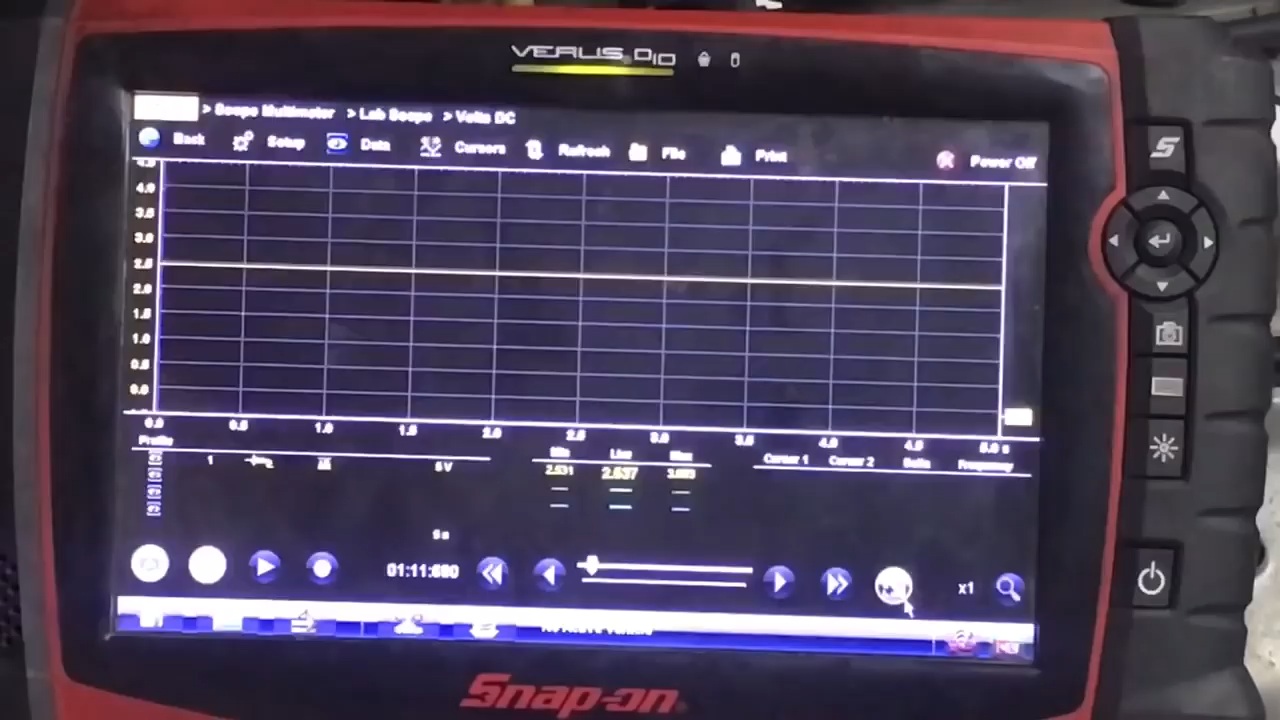 VERUS D10
> Scope Multimeter > Lab Scope > Volts DC
Back Setup Data Cursors Refresh File Print Power Off
4.0
3.5
3.0
2.5
2.0
1.5
1.0
0.5
0.0
0.0 0.5 1.0 1.5 2.0 2.5 3.0 3.5 4.0 4.5 5.0 s
Profile Min Live Max Cursor 1 Cursor 2 Delta Frequency
1 5 V 2.531 2.537
5 s
01:11:680 x1
Snap-on